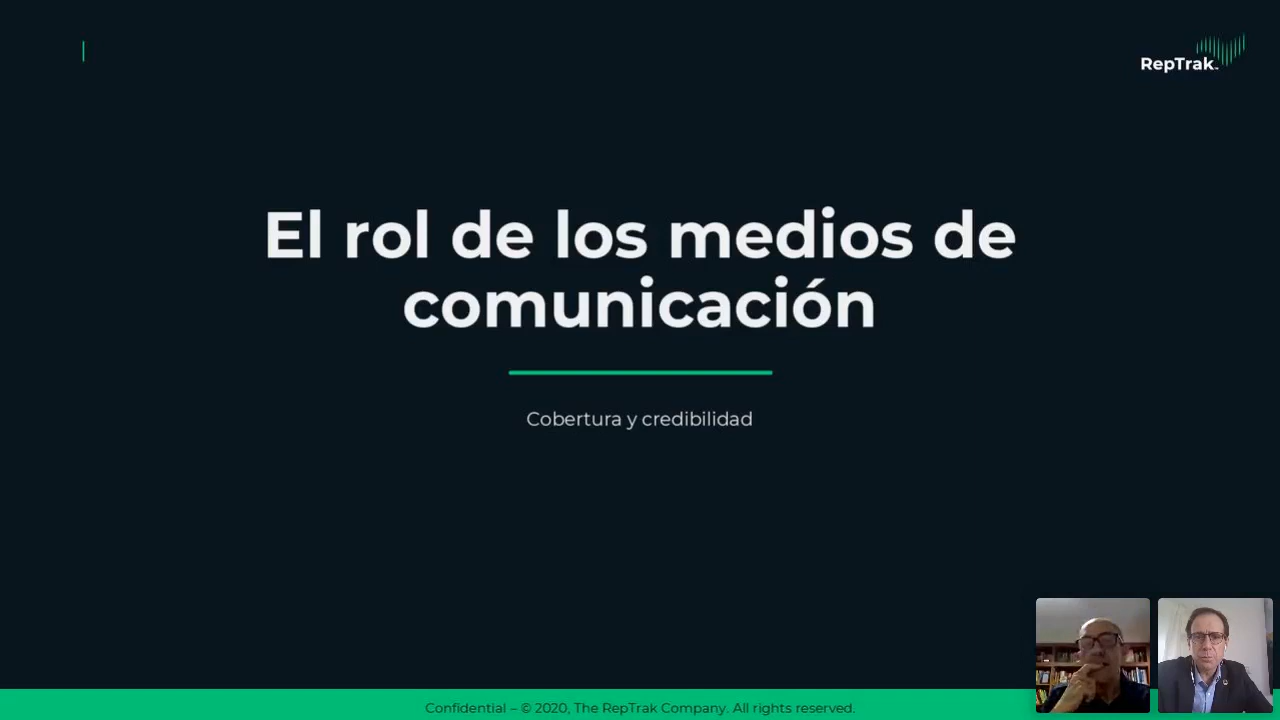 RepTrak
El rol de los medios de
comunicación
Cobertura y credibilidad
Confidential – © 2020, The RepTrak Company. All rights reserved.